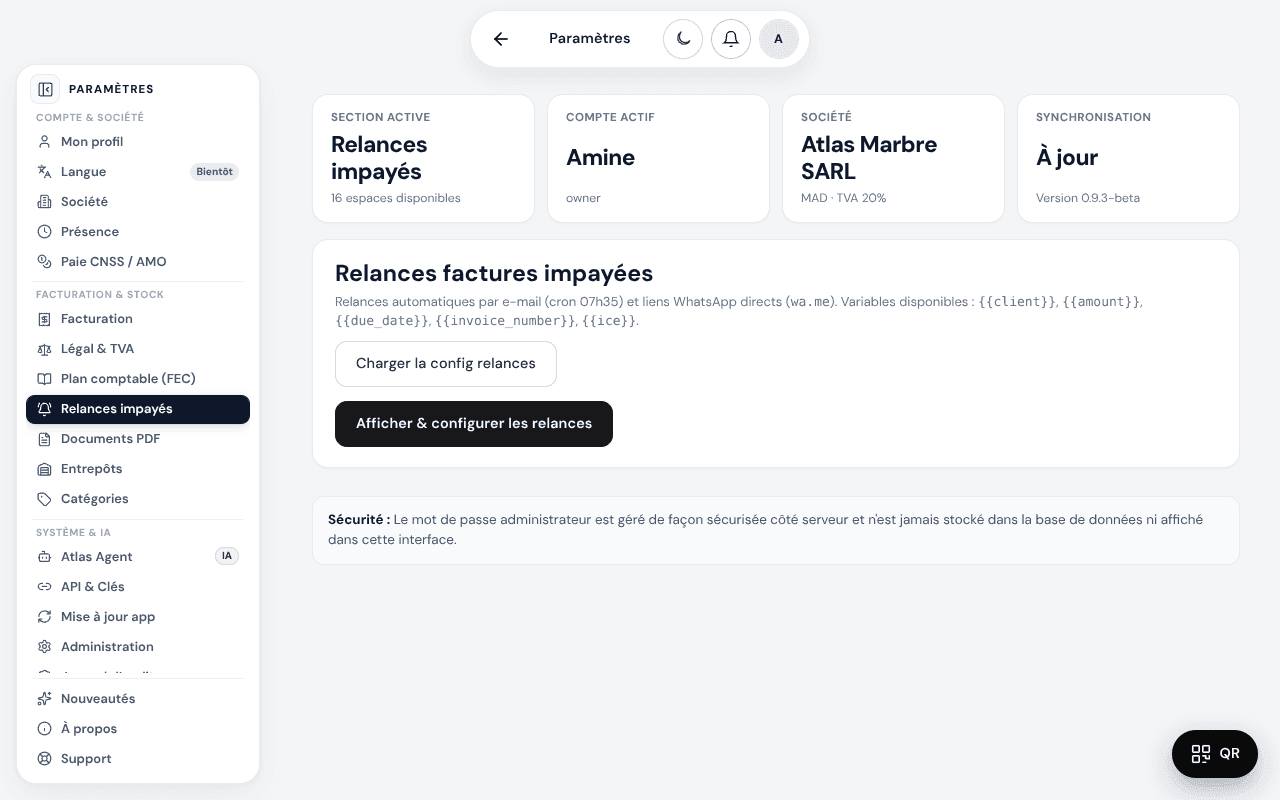 Paramètres
A
PARAMÈTRES
COMPTE & SOCIÉTÉ
Mon profil
Langue
Bientôt
Société
Présence
Paie CNSS / AMO
FACTURATION & STOCK
Facturation
Légal & TVA
Plan comptable (FEC)
Relances impayés
Documents PDF
Entrepôts
Catégories
SYSTÈME & IA
Atlas Agent
IA
API & Clés
Mise à jour app
Administration
Nouveautés
À propos
Support
SECTION ACTIVE
Relances
impayés
16 espaces disponibles
COMPTE ACTIF
Amine
owner
SOCIÉTÉ
Atlas Marbre
SARL
MAD · TVA 20%
SYNCHRONISATION
À jour
Version 0.9.3-beta
Relances factures impayées
Relances automatiques par e-mail (cron 07h35) et liens WhatsApp directs (wa.me). Variables disponibles : {{client}}, {{amount}},
{{due_date}}, {{invoice_number}}, {{ice}}.
Charger la config relances
Afficher & configurer les relances
Sécurité : Le mot de passe administrateur est géré de façon sécurisée côté serveur et n'est jamais stocké dans la base de données ni affiché
dans cette interface.
QR